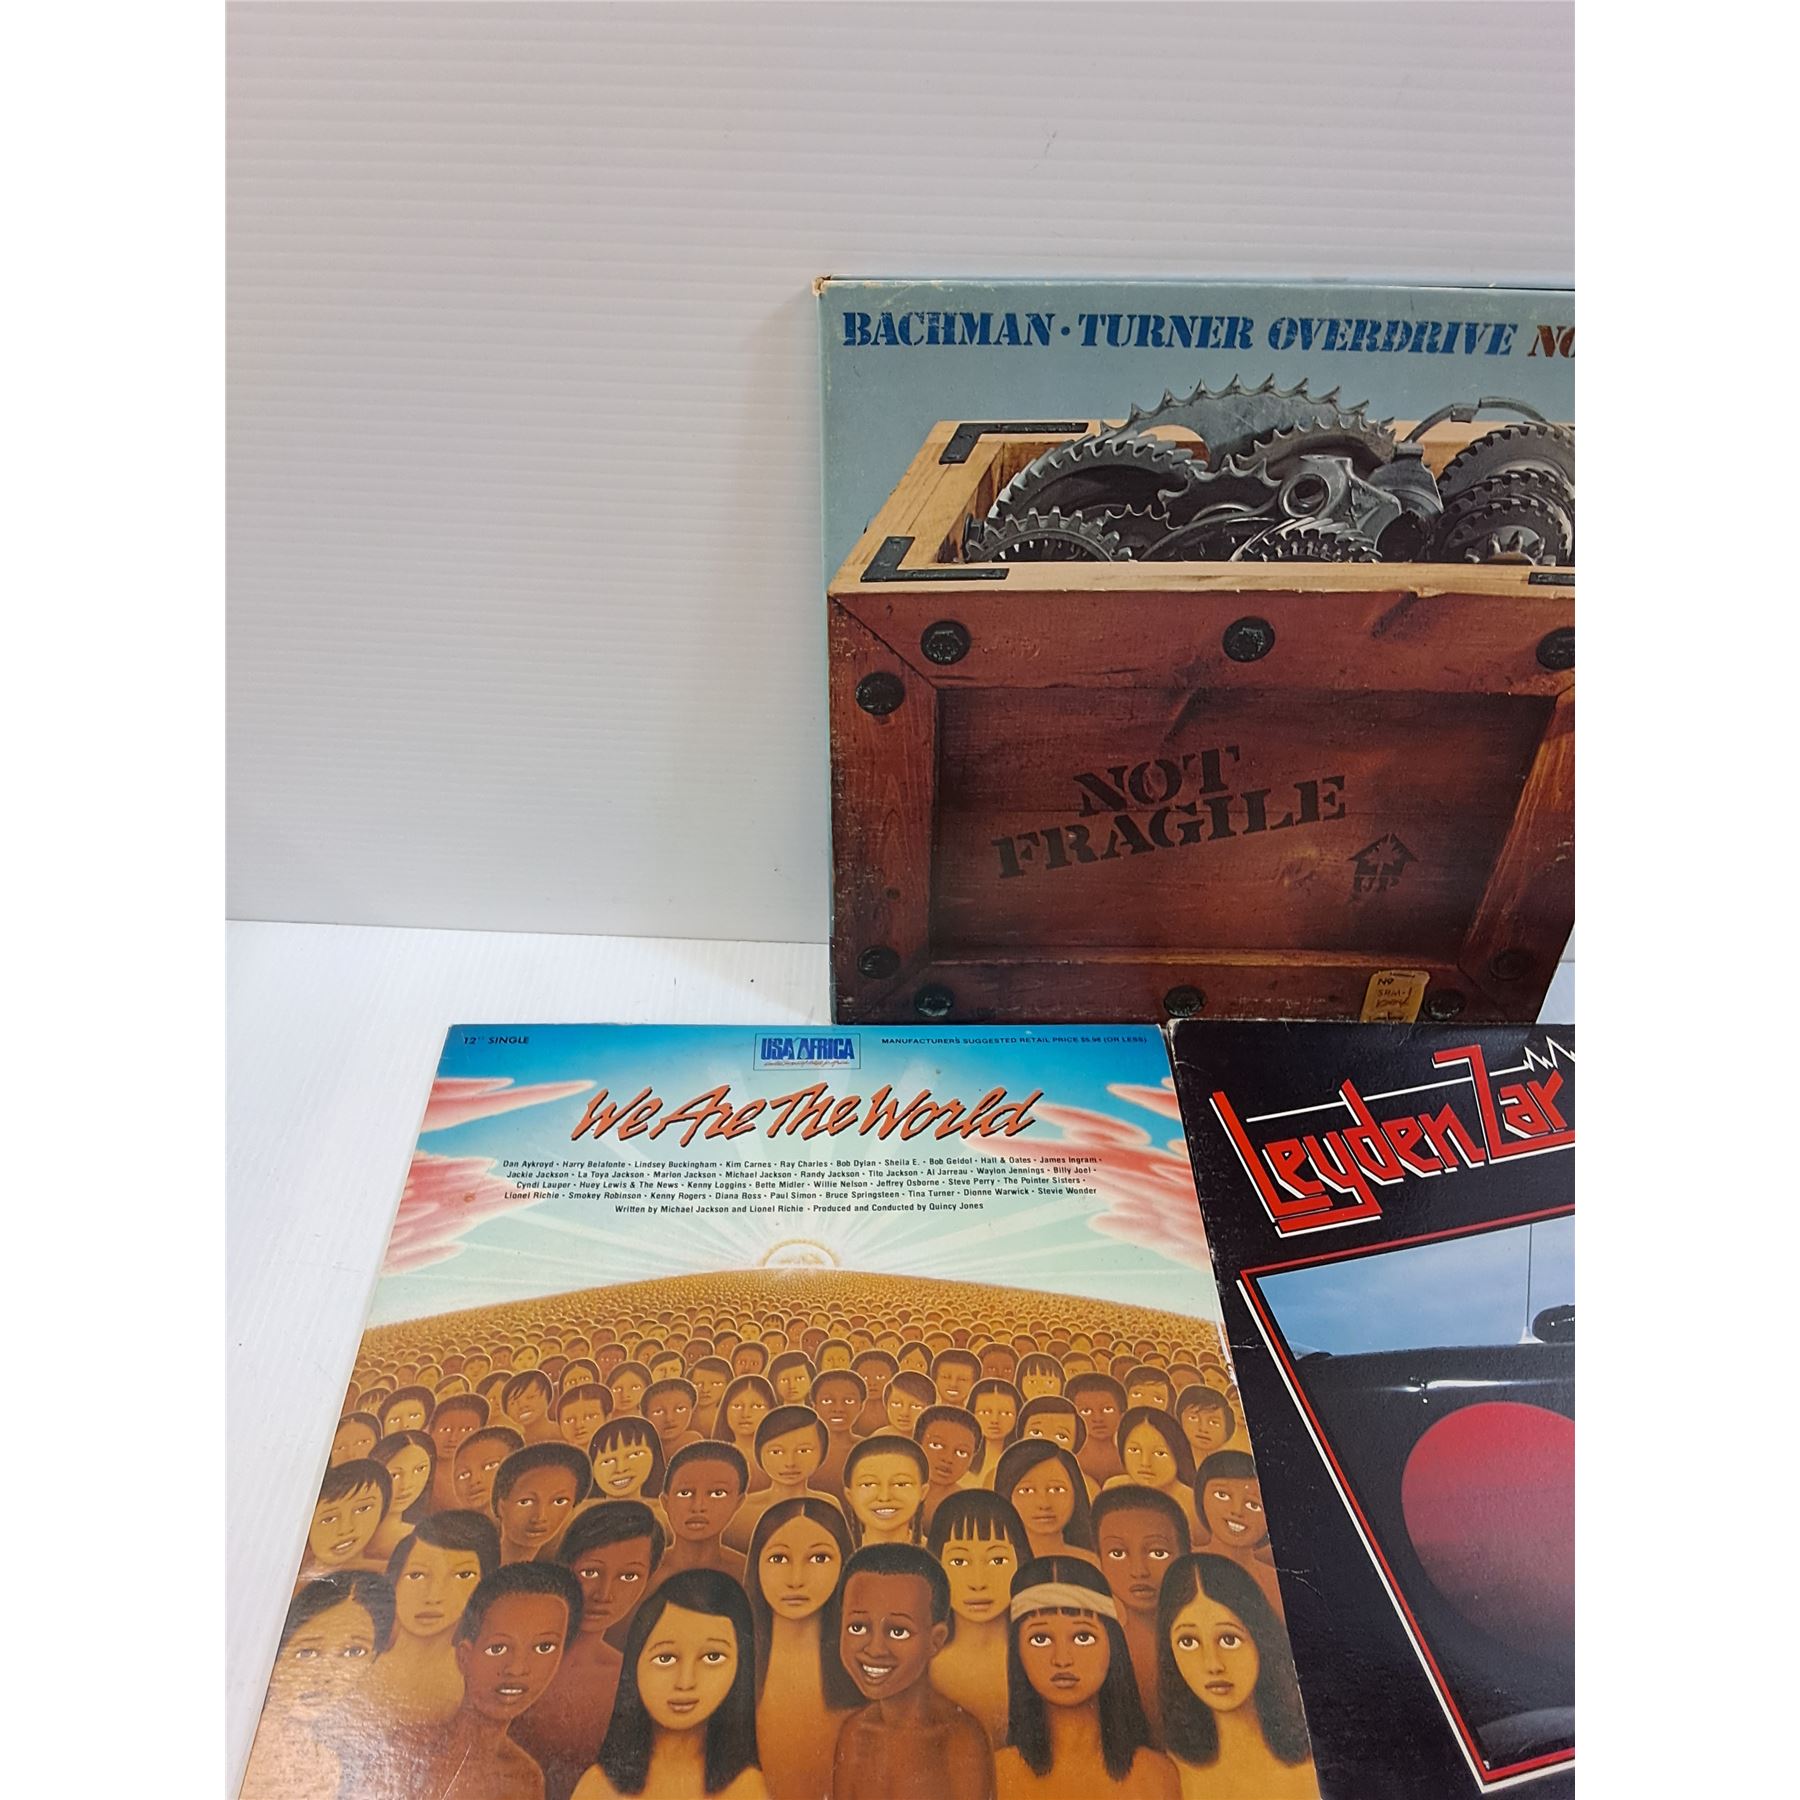 BACHMAN · TURNER OVERDRIVE NO
NOT
FRAGILE
UP
12" SINGLE
USA AFRICA
MANUFACTURERS SUGGESTED RETAIL PRICE $5.98 (OR LESS)
We Are The World
Dan Aykroyd • Harry Belafonte • Lindsey Buckingham • Kim Carnes • Ray Charles • Bob Dylan • Sheila E. • Bob Geldof • Hall & Oates • James Ingram •
Jackie Jackson • La Toya Jackson • Marlon Jackson • Michael Jackson • Randy Jackson • Tito Jackson • Al Jarreau • Waylon Jennings • Billy Joel •
Cyndi Lauper • Huey Lewis & The News • Kenny Loggins • Bette Midler • Willie Nelson • Jeffrey Osborne • Steve Perry • The Pointer Sisters •
Lionel Richie • Smokey Robinson • Kenny Rogers • Diana Ross • Paul Simon • Bruce Springsteen • Tina Turner • Dionne Warwick • Stevie Wonder
Written by Michael Jackson and Lionel Richie • Produced and Conducted by Quincy Jones
Leyden Zar